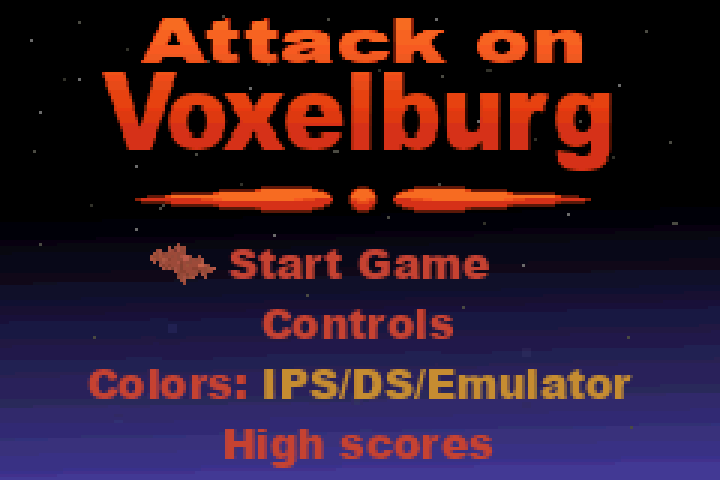 Attack on
Voxelburg
Start Game
Controls
Colors: IPS/DS/Emulator
High scores